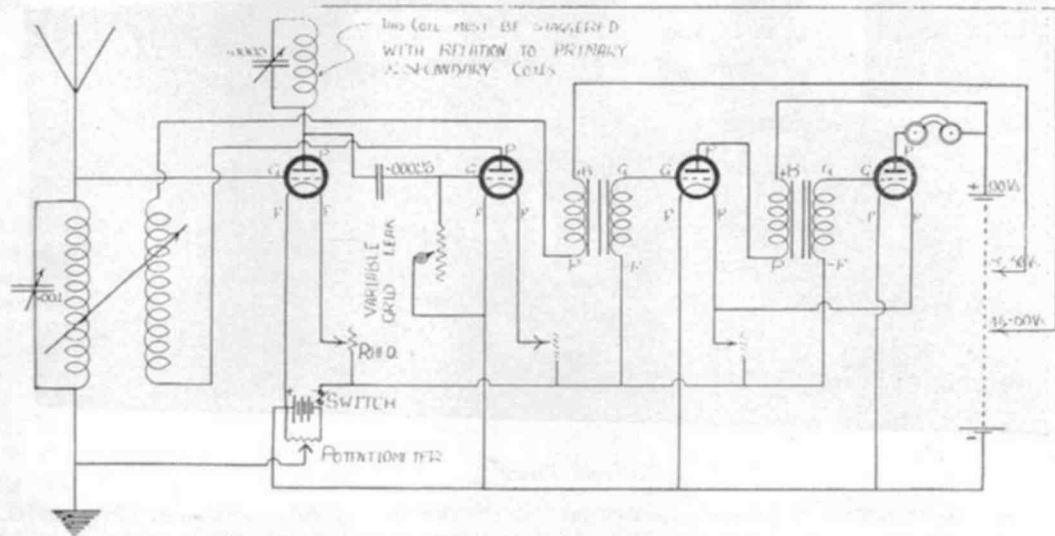 THIS COIL MUST BE STAGGERED
WITH RELATION TO PRIMARY
& SECONDARY COILS
.001
P
G
F
F
.00025
VARIABLE
GRID LEAK
RHEO.
SWITCH
POTENTIOMETER
P
G
F
F
+B
G
P
-F
P
G
F
F
+B
G
P
-F
P
G
F
F
+
-